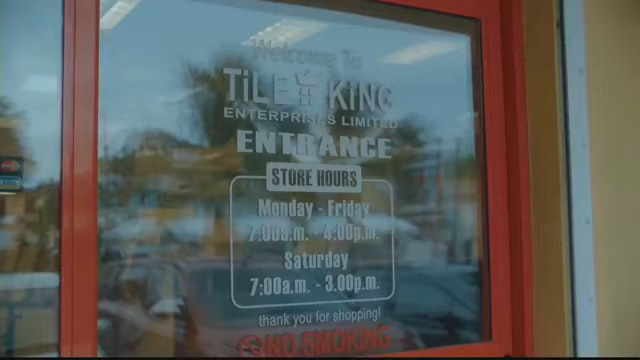 Welcome To
TiLE KiNG
ENTERPRISES LIMITED
ENTRANCE
STORE HOURS
Monday - Friday
7:00a.m. - 4:00p.m.
Saturday
7:00a.m. - 3.00p.m.
thank you for shopping!
NO SMOKING